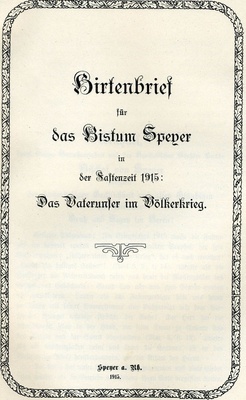 Hirtenbrief
für
das Bistum Speyer
in
der Fastenzeit 1915:
Das Vaterunser im Völkerkrieg.
Speyer a. Rh.
1915.